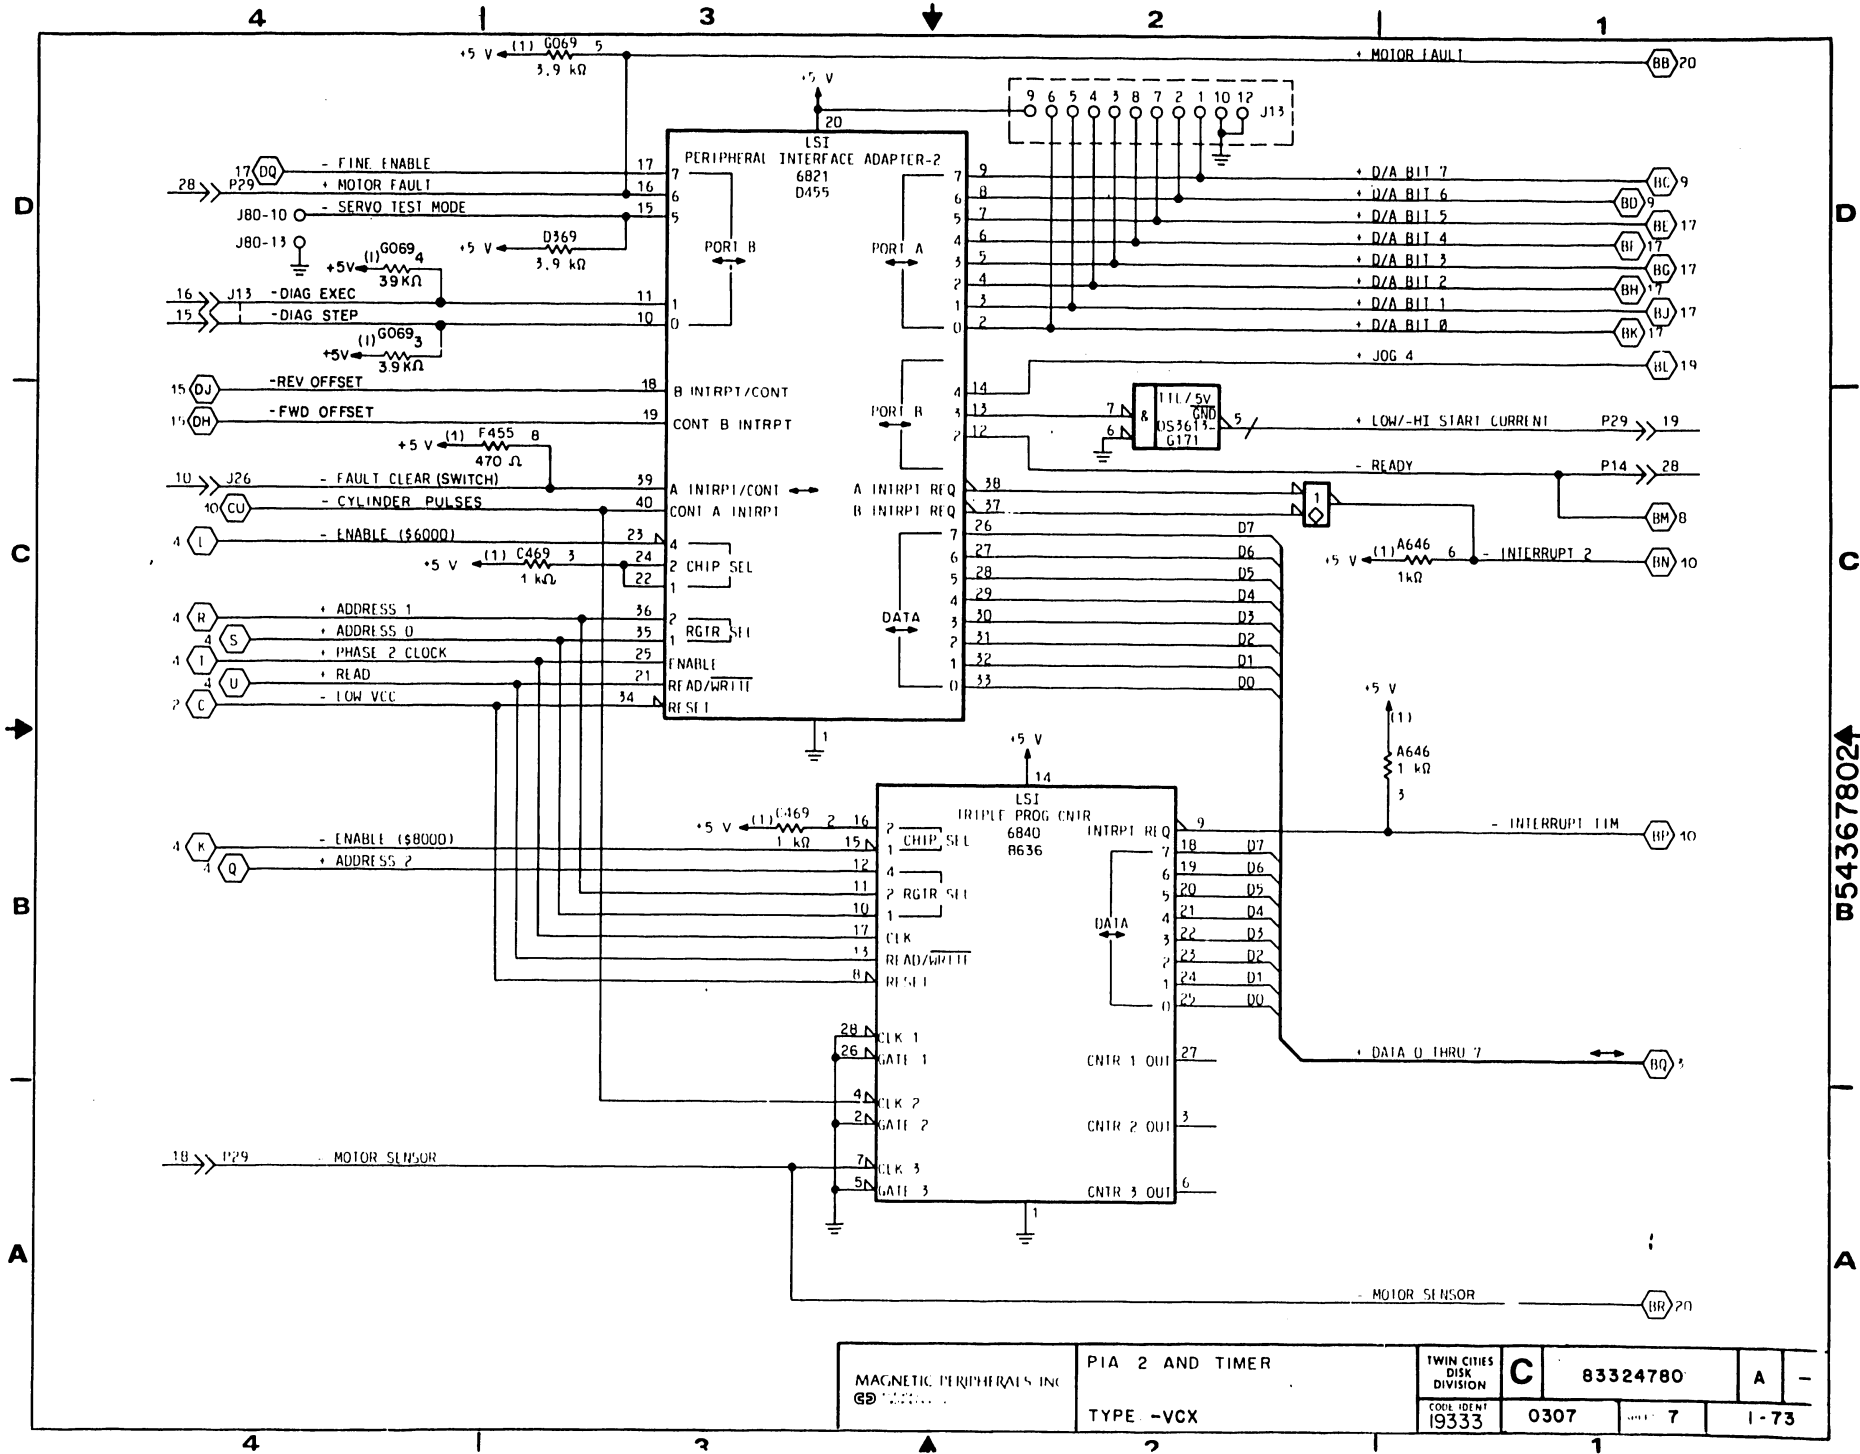 4 3 2 1
+5 V (1) G069 5
3.9 kΩ
+ MOTOR FAULT BB 20
+5 V
20
9 6 5 4 3 8 7 2 1 10 12 J13
LSI
PERIPHERAL INTERFACE ADAPTER-2
6821
D455
17 DQ - FINE ENABLE 17 7
28 P29 + MOTOR FAULT 16 6
J80-10 - SERVO TEST MODE 15 5
J80-13
+5 V D369
3.9 kΩ
+5V (1) G069 4
39KΩ
16 J13 -DIAG EXEC 11 1
15 -DIAG STEP 10 0
+5V (1) G069 3
3.9KΩ
PORT B
PORT A
7 9 + D/A BIT 7 BC 9
6 8 + D/A BIT 6 BD 9
5 7 + D/A BIT 5 BE 17
4 6 + D/A BIT 4 BF 17
3 5 + D/A BIT 3 BG 17
2 4 + D/A BIT 2 BH 17
1 3 + D/A BIT 1 BJ 17
0 2 + D/A BIT 0 BK 17
+ JOG 4 BL 19
15 DJ -REV OFFSET 18 B INTRPT/CONT
15 DH -FWD OFFSET 19 CONT B INTRPT
PORT B
4 14
3 13
2 12
7 6 & TTL/5V
GND
DS3613-
G171
5 + LOW/-HI START CURRENT P29 19
- READY P14 28
BM 8
+5 V (1) F455 8
470 Ω
10 J26 - FAULT CLEAR (SWITCH) 39 A INTRPT/CONT
10 CU - CYLINDER PULSES 40 CONT A INTRPT
A INTRPT REQ 38
B INTRPT REQ 37
1
+5 V (1) A646 6 - INTERRUPT 2 BN 10
1kΩ
4 - ENABLE ($6000) 23 4
+5 V (1) C469 3 24 2 CHIP SEL
1 kΩ 22 1
4 R + ADDRESS 1 36 2
4 S + ADDRESS 0 35 1 RGTR SEL
4 + PHASE 2 CLOCK 25 ENABLE
4 U + READ 21 READ/WRITE
2 C - LOW VCC 34 RESET
DATA
7 26 D7
6 27 D6
5 28 D5
4 29 D4
3 30 D3
2 31 D2
1 32 D1
0 33 D0
1
+5 V
(1)
A646
1 kΩ
3
+5 V
14
LSI
TRIPLE PROG CNTR
6840
B636
+5 V (1) C469 2 16 2
1 kΩ
4 K - ENABLE ($8000) 15 1 CHIP SEL
4 Q + ADDRESS 2 12 4
11 2 RGTR SEL
10 1
17 CLK
13 READ/WRITE
8 RESET
INTRPT REQ 9 - INTERRUPT TIM BP 10
DATA
7 18 D7
6 19 D6
5 20 D5
4 21 D4
3 22 D3
2 23 D2
1 24 D1
0 25 D0
28 CLK 1
26 GATE 1
4 CLK 2
2 GATE 2
7 CLK 3
5 GATE 3
CNTR 1 OUT 27
CNTR 2 OUT 3
CNTR 3 OUT 6
+ DATA 0 THRU 7 BQ 3
18 P29 - MOTOR SENSOR
1
- MOTOR SENSOR BR 20
D C B A
D C B A
B54367802
MAGNETIC PERIPHERALS INC
PIA 2 AND TIMER
TYPE -VCX
TWIN CITIES
DISK
DIVISION
C 83324780 A -
CODE IDENT
19333 0307 7 1-73
4 3 2 1